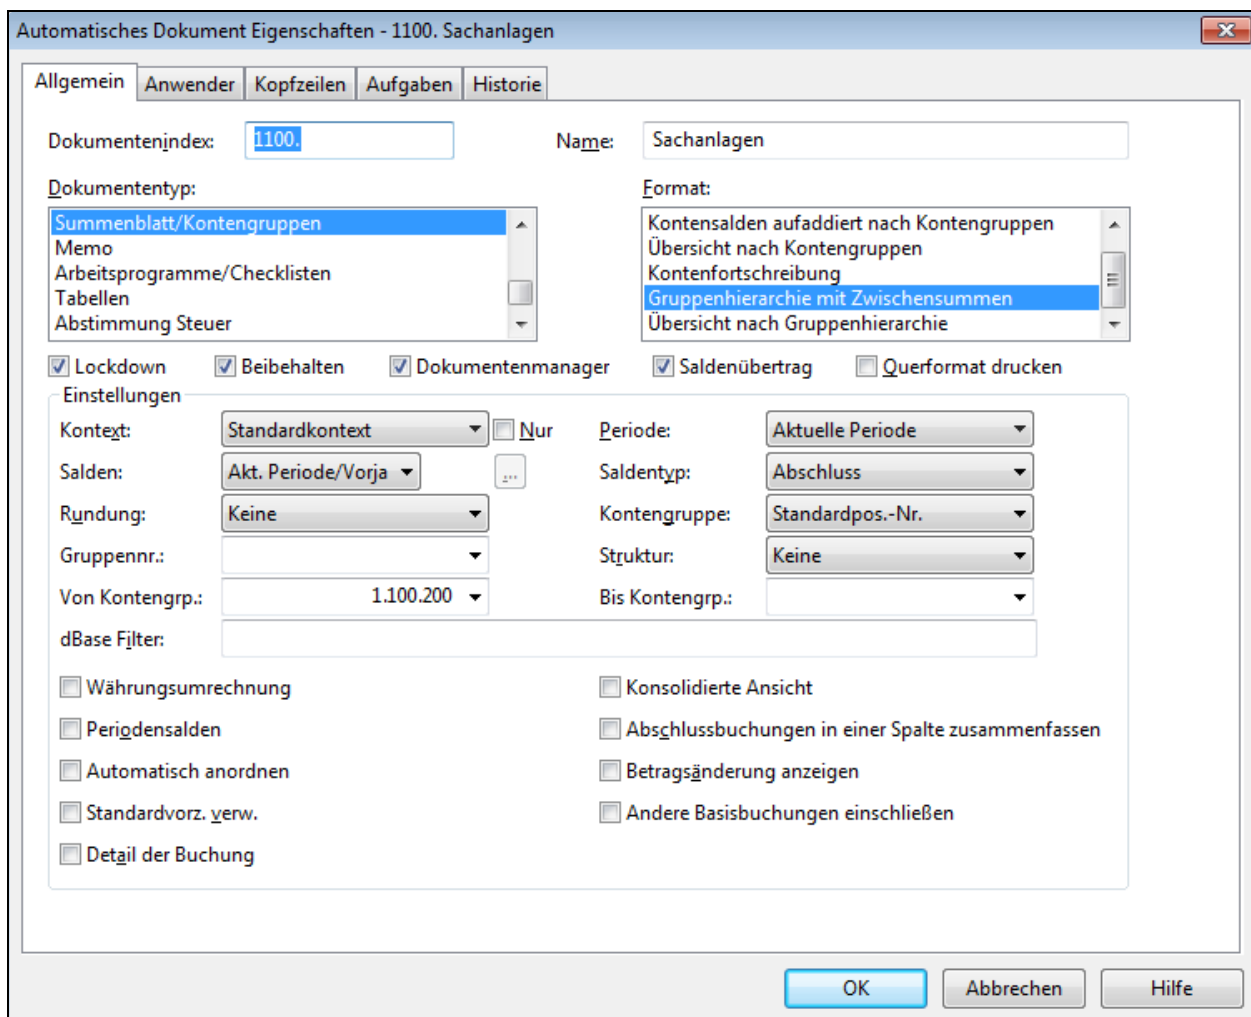 Automatisches Dokument Eigenschaften - 1100. Sachanlagen
Allgemein Anwender Kopfzeilen Aufgaben Historie
Dokumentenindex: 1100. Name: Sachanlagen
Dokumententyp: Format:
Summenblatt/Kontengruppen Kontensalden aufaddiert nach Kontengruppen
Memo Übersicht nach Kontengruppen
Arbeitsprogramme/Checklisten Kontenfortschreibung
Tabellen Gruppenhierarchie mit Zwischensummen
Abstimmung Steuer Übersicht nach Gruppenhierarchie
Lockdown Beibehalten Dokumentenmanager Saldenübertrag Querformat drucken
Einstellungen
Kontext: Standardkontext Nur Periode: Aktuelle Periode
Salden: Akt. Periode/Vorja ... Saldentyp: Abschluss
Rundung: Keine Kontengruppe: Standardpos.-Nr.
Gruppennr.: Struktur: Keine
Von Kontengrp.: 1.100.200 Bis Kontengrp.:
dBase Filter:
Währungsumrechnung Konsolidierte Ansicht
Periodensalden Abschlussbuchungen in einer Spalte zusammenfassen
Automatisch anordnen Betragsänderung anzeigen
Standardvorz. verw. Andere Basisbuchungen einschließen
Detail der Buchung
OK Abbrechen Hilfe